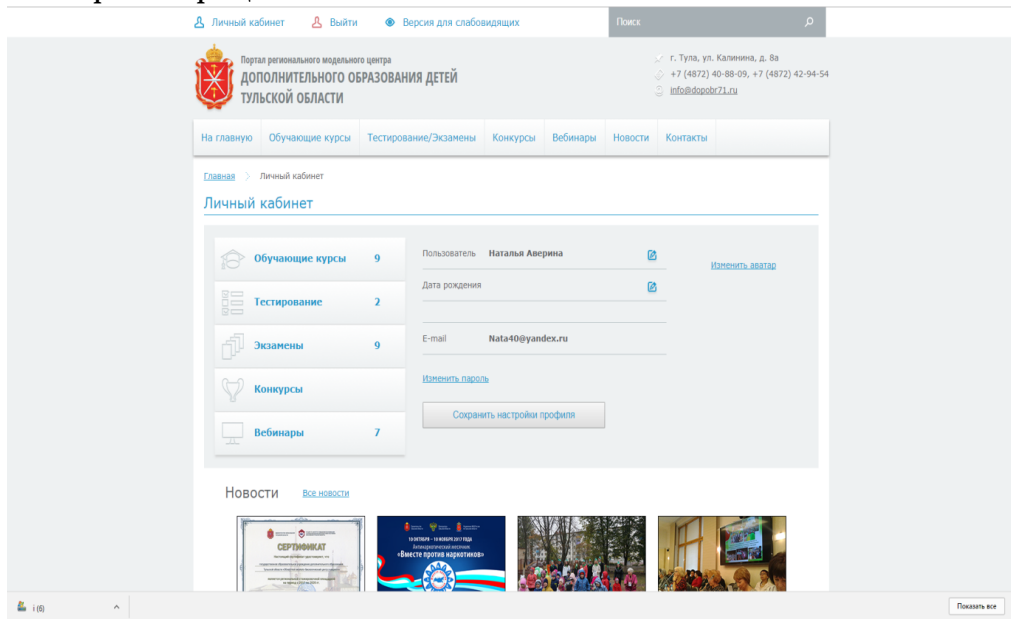 Личный кабинет Выйти Версия для слабовидящих Поиск
Портал регионального модельного центра
ДОПОЛНИТЕЛЬНОГО ОБРАЗОВАНИЯ ДЕТЕЙ
ТУЛЬСКОЙ ОБЛАСТИ
г. Тула, ул. Калинина, д. 8а
+7 (4872) 40-88-09, +7 (4872) 42-94-54
info@dopobr71.ru
На главную Обучающие курсы Тестирование/Экзамены Конкурсы Вебинары Новости Контакты
Главная Личный кабинет
Личный кабинет
Обучающие курсы 9
Тестирование 2
Экзамены 9
Конкурсы
Вебинары 7
Пользователь Наталья Аверина
Дата рождения
E-mail Nata40@yandex.ru
Изменить пароль
Сохранить настройки профиля
Изменить аватар
Новости Все новости
СЕРТИФИКАТ
Антинаркотический месячник
«Вместе против наркотиков»
i (6)
Показать все